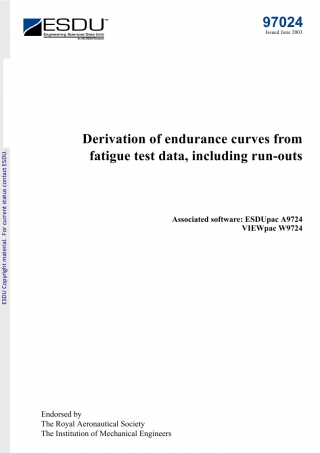 ESDU
Engineering Sciences Data Unit
97024
Issued June 2003
Derivation of endurance curves from
fatigue test data, including run-outs
Associated software: ESDUpac A9724
VIEWpac W9724
ESDU Copyright material. For current status contact ESDU.
Endorsed by
The Royal Aeronautical Society
The Institution of Mechanical Engineers